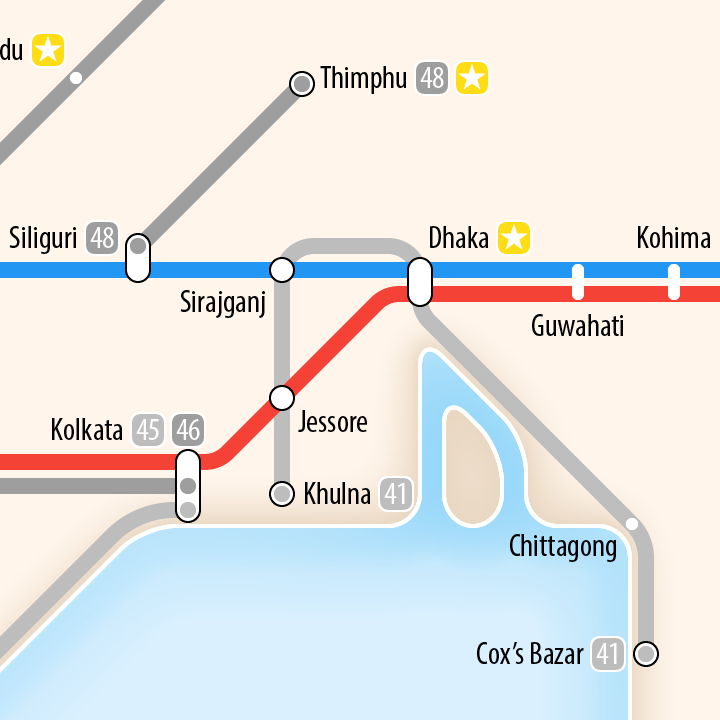 du
Thimphu 48
Siliguri 48
Dhaka
Kohima
Sirajganj
Guwahati
Kolkata 45 46
Jessore
Khulna 41
Chittagong
Cox's Bazar 41